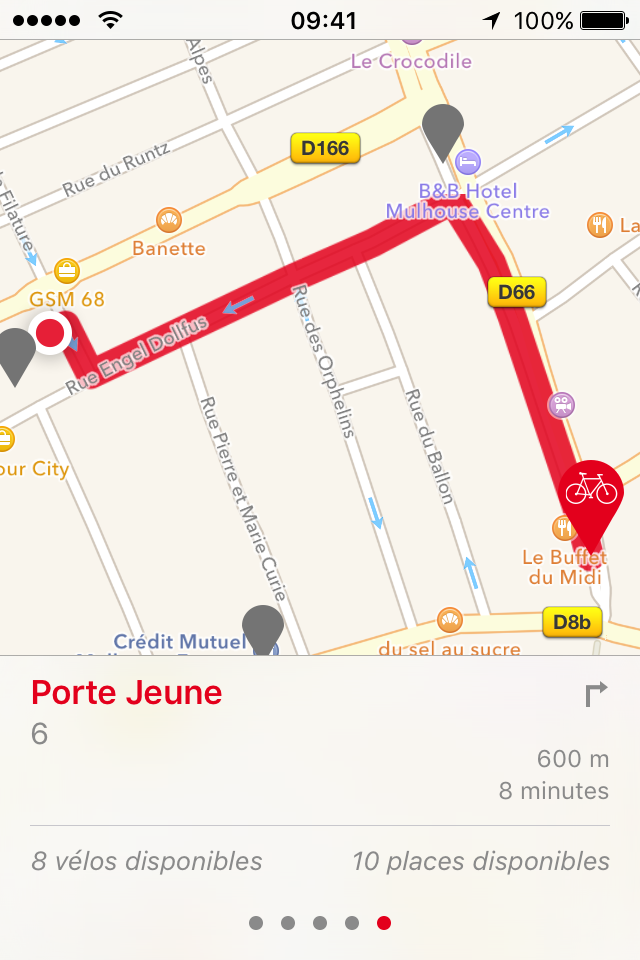 09:41
100%
Le Crocodile
Alpes
D166
Rue du Runtz
B&B Hotel
Mulhouse Centre
Filature
Banette
La
D66
GSM 68
Rue Engel Dollfus
Rue des Orphelins
Rue du Ballon
Rue Pierre et Marie Curie
our City
Le Buffet
du Midi
D8b
Crédit Mutuel
du sel au sucre
Porte Jeune
6
600 m
8 minutes
8 vélos disponibles
10 places disponibles